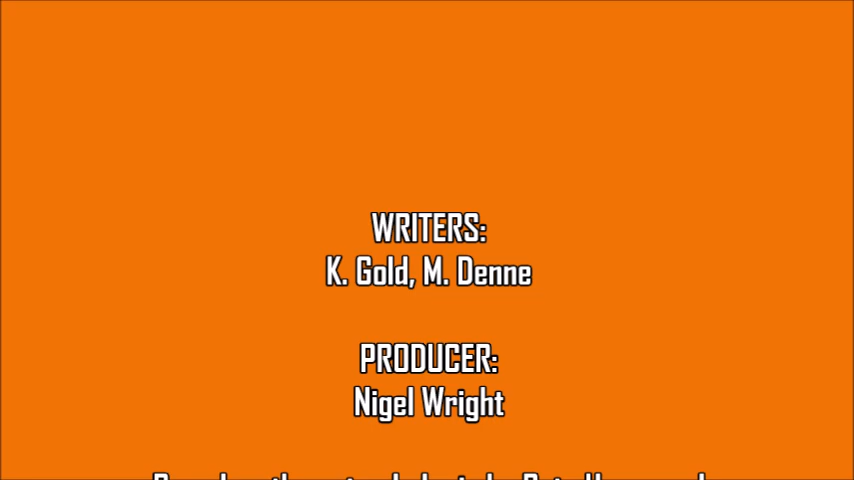 WRITERS:
K. Gold, M. Denne
PRODUCER:
Nigel Wright